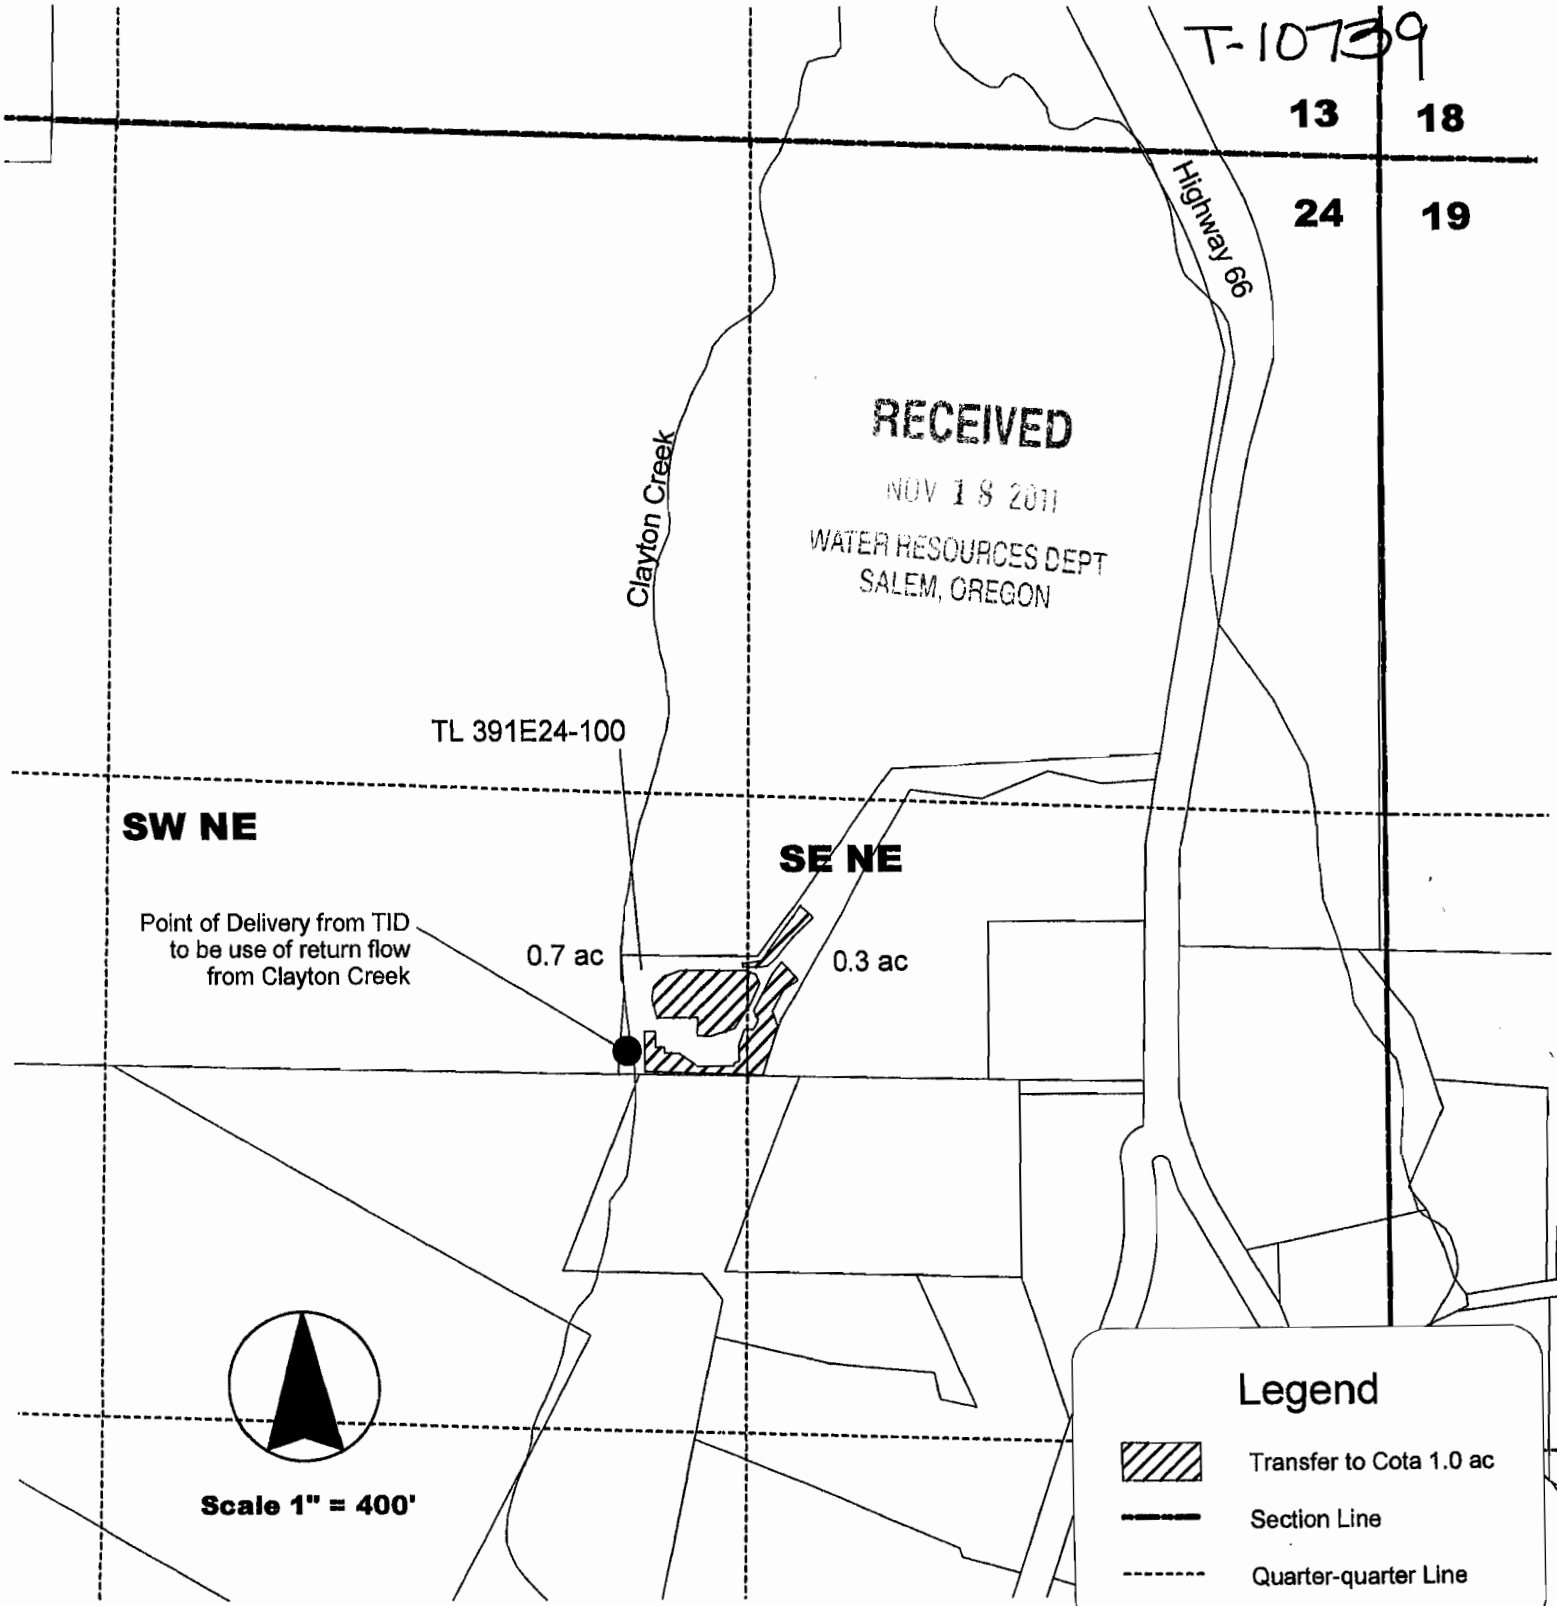 T-10739
13 18
24 19
Highway 66
RECEIVED
NOV 18 2011
WATER RESOURCES DEPT
SALEM, OREGON
Clayton Creek
TL 391E24-100
SW NE
SE NE
Point of Delivery from TID
to be use of return flow
from Clayton Creek
0.7 ac
0.3 ac
Scale 1" = 400'
Legend
Transfer to Cota 1.0 ac
Section Line
Quarter-quarter Line